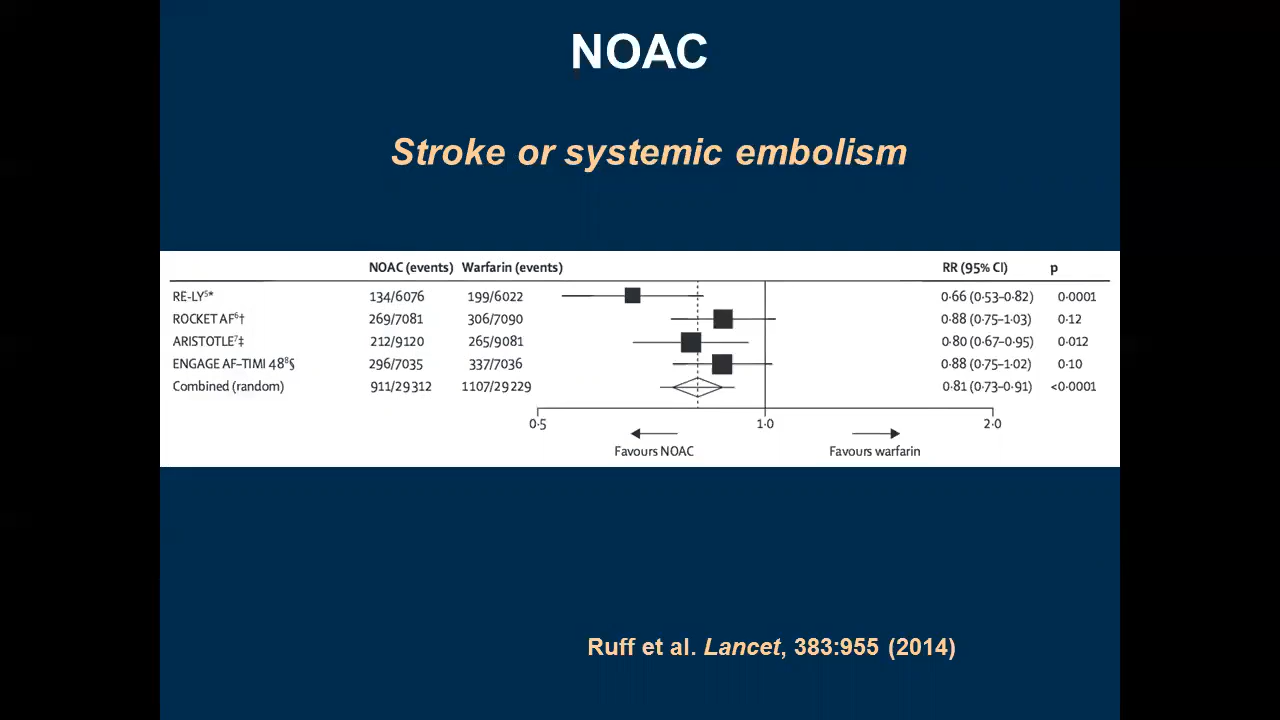 NOAC
Stroke or systemic embolism
NOAC (events) Warfarin (events) RR (95% CI) p
RE-LY⁵* 134/6076 199/6022 0·66 (0·53–0·82) 0·0001
ROCKET AF⁶† 269/7081 306/7090 0·88 (0·75–1·03) 0·12
ARISTOTLE⁷‡ 212/9120 265/9081 0·80 (0·67–0·95) 0·012
ENGAGE AF–TIMI 48⁸§ 296/7035 337/7036 0·88 (0·75–1·02) 0·10
Combined (random) 911/29 312 1107/29 229 0·81 (0·73–0·91) <0·0001
0·5 1·0 2·0
Favours NOAC Favours warfarin
Ruff et al. Lancet, 383:955 (2014)